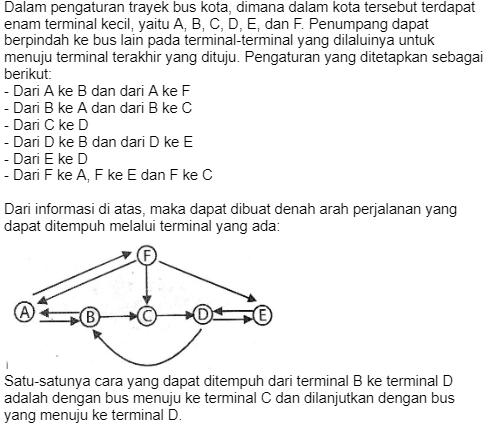 Dalam pengaturan trayek bus kota, dimana dalam kota tersebut terdapat
enam terminal kecil, yaitu A, B, C, D, E, dan F. Penumpang dapat
berpindah ke bus lain pada terminal-terminal yang dilaluinya untuk
menuju terminal terakhir yang dituju. Pengaturan yang ditetapkan sebagai
berikut:
- Dari A ke B dan dari A ke F
- Dari B ke A dan dari B ke C
- Dari C ke D
- Dari D ke B dan dari D ke E
- Dari E ke D
- Dari F ke A, F ke E dan F ke C
Dari informasi di atas, maka dapat dibuat denah arah perjalanan yang
dapat ditempuh melalui terminal yang ada:
F
A B C D E
Satu-satunya cara yang dapat ditempuh dari terminal B ke terminal D
adalah dengan bus menuju ke terminal C dan dilanjutkan dengan bus
yang menuju ke terminal D.